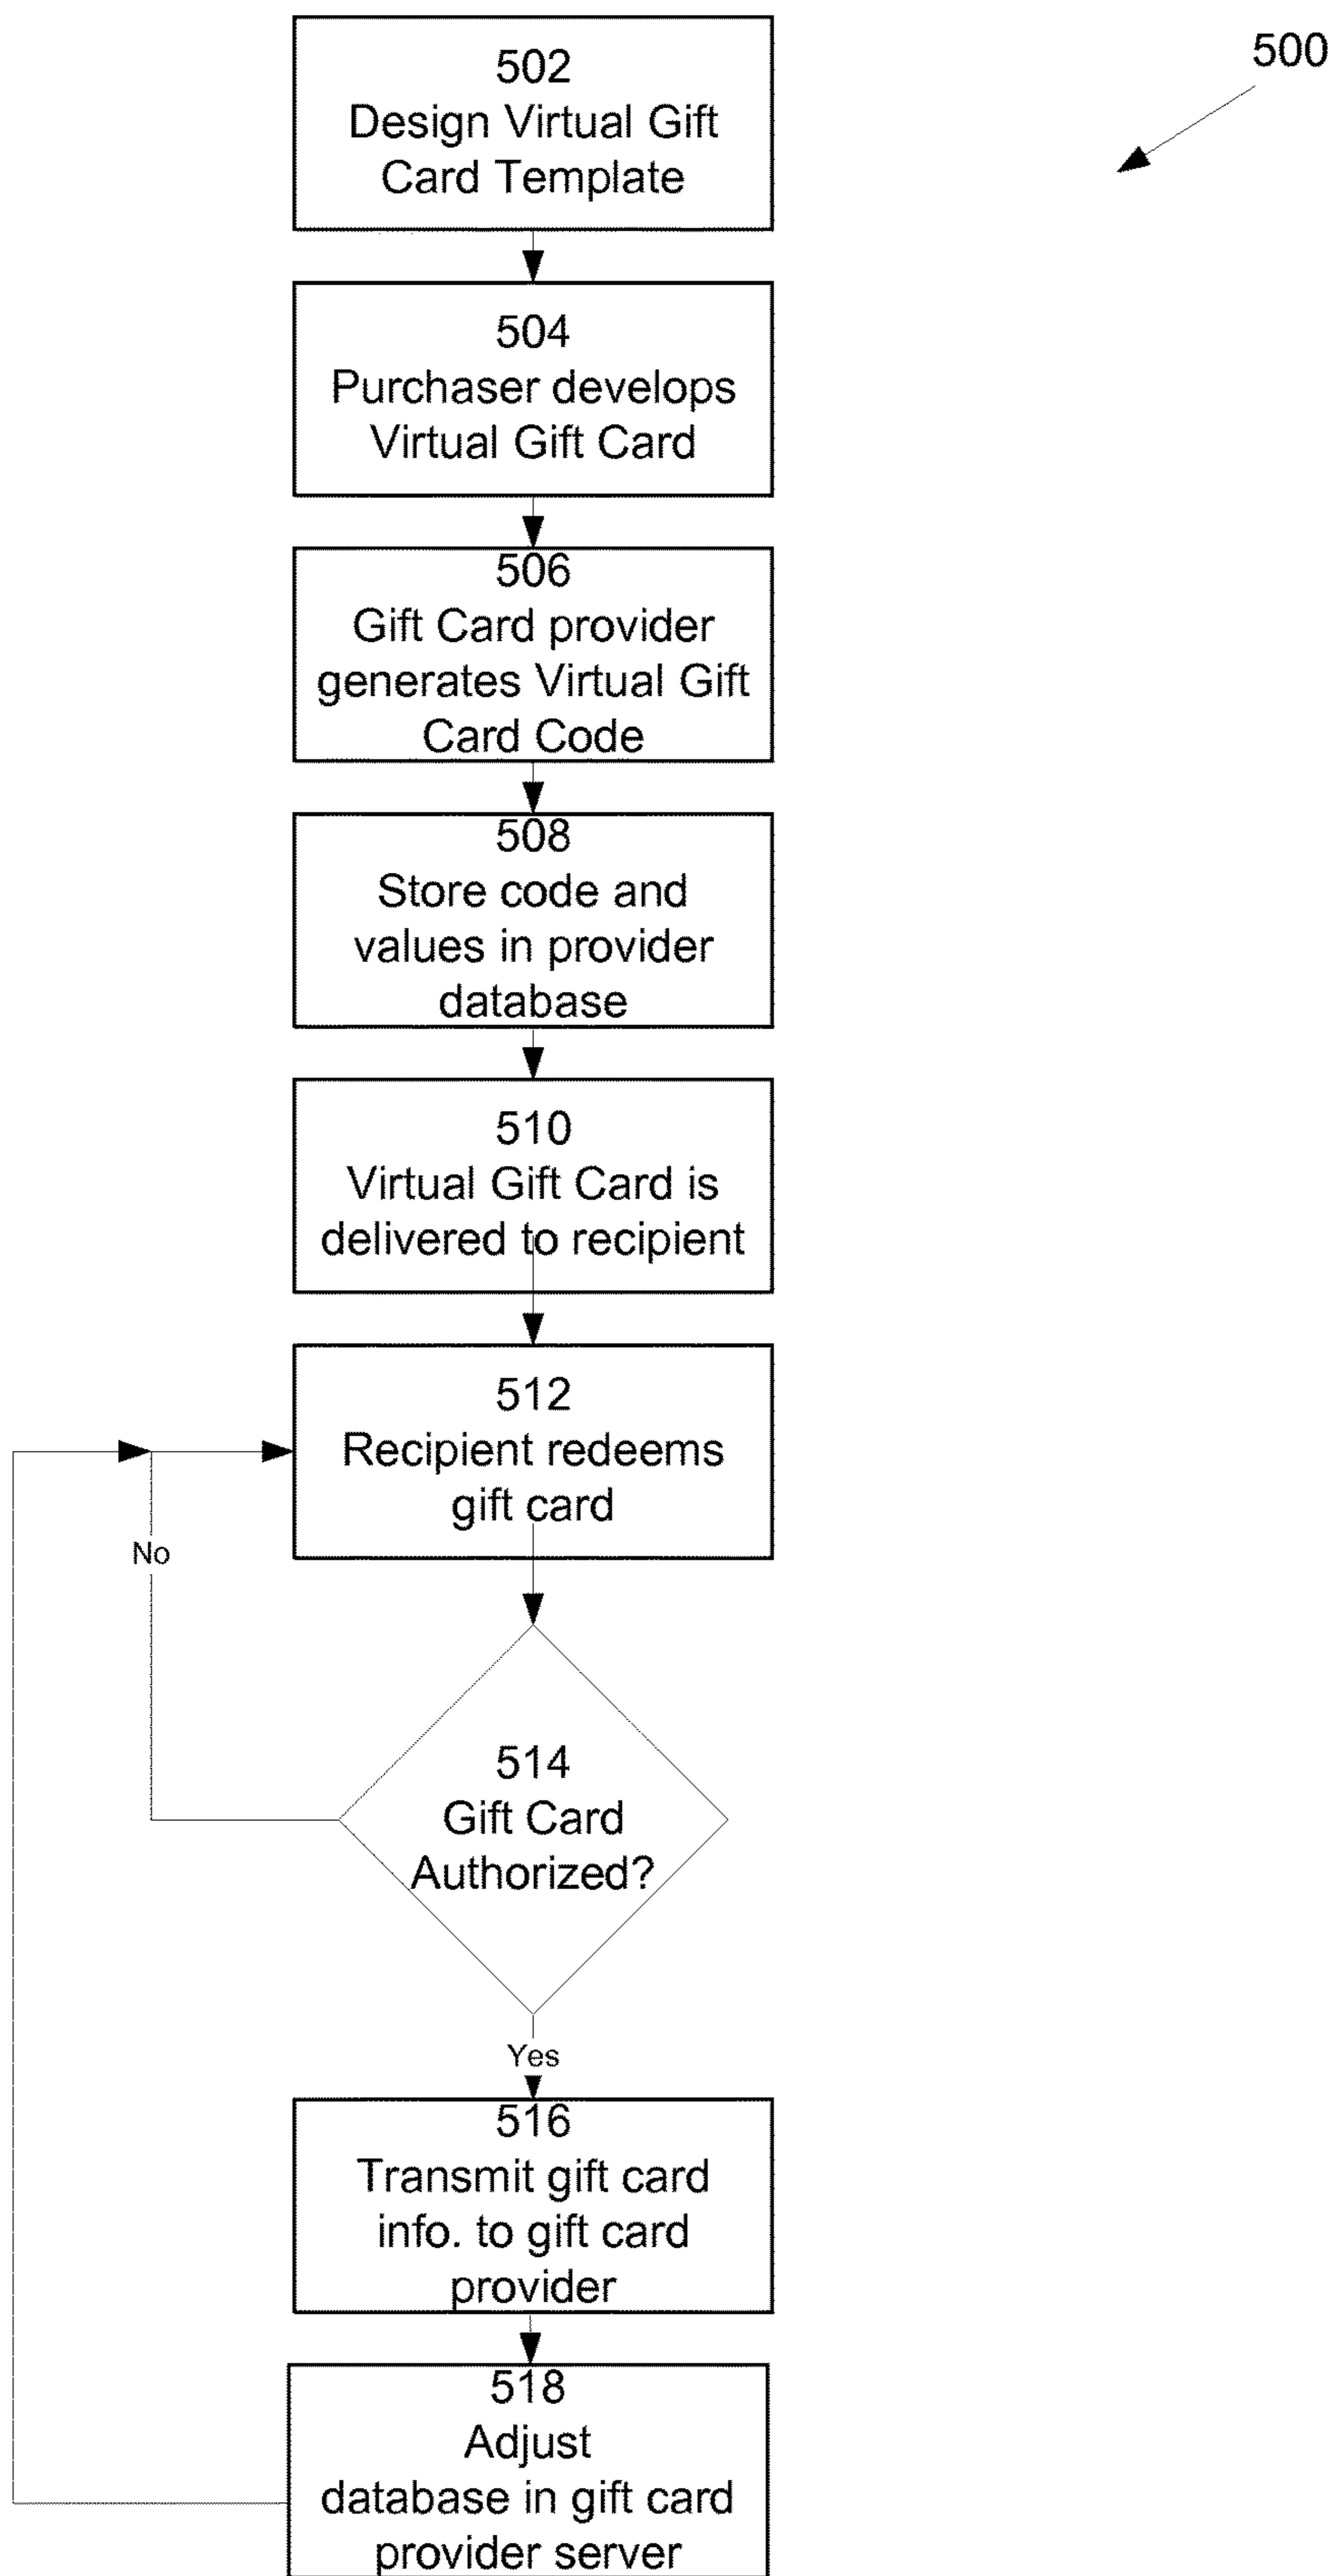 500
502
Design Virtual Gift
Card Template
504
Purchaser develops
Virtual Gift Card
506
Gift Card provider
generates Virtual Gift
Card Code
508
Store code and
values in provider
database
510
Virtual Gift Card is
delivered to recipient
512
Recipient redeems
gift card
No
514
Gift Card
Authorized?
Yes
516
Transmit gift card
info. to gift card
provider
518
Adjust
database in gift card
provider server